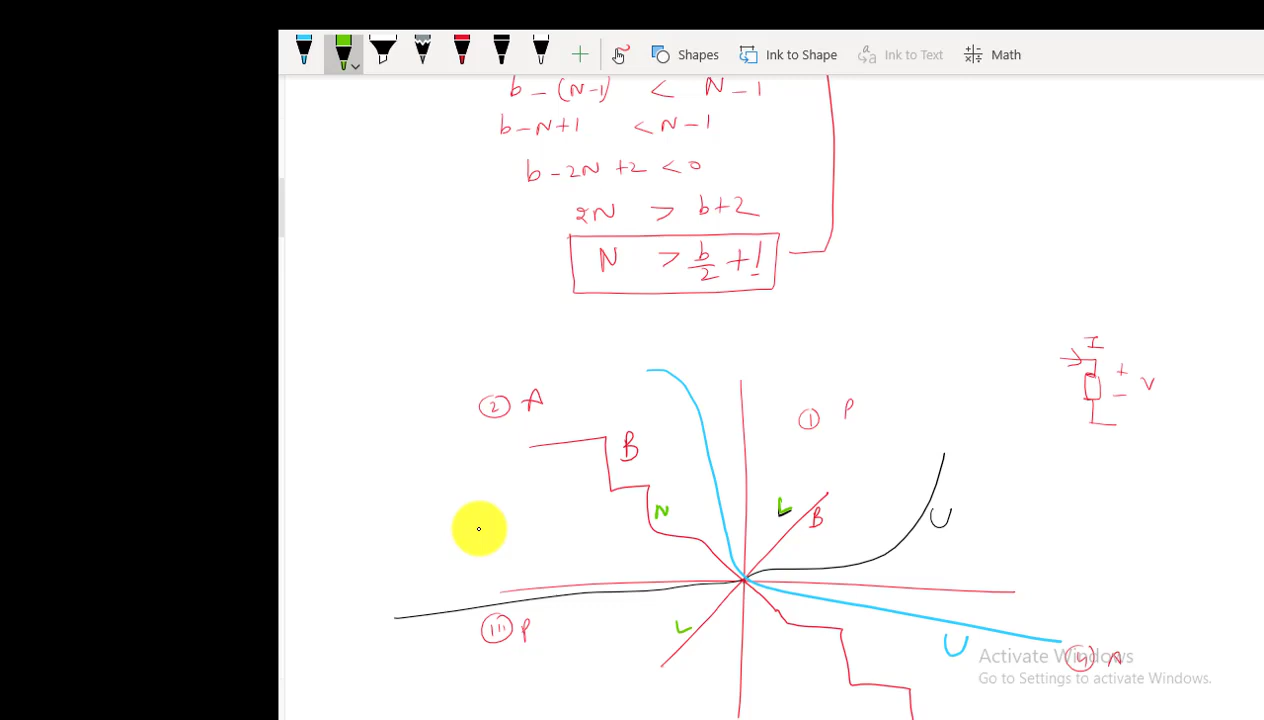 Shapes Ink to Shape Ink to Text Math
b - (N-1) < N - 1
b - N + 1 < N - 1
b - 2N + 2 < 0
2N > b + 2
N > b/2 + 1
I
+
- V
② A
① P
B
N
L
B
U
L
(iii) P
U
④ A
Activate Windows
Go to Settings to activate Windows.